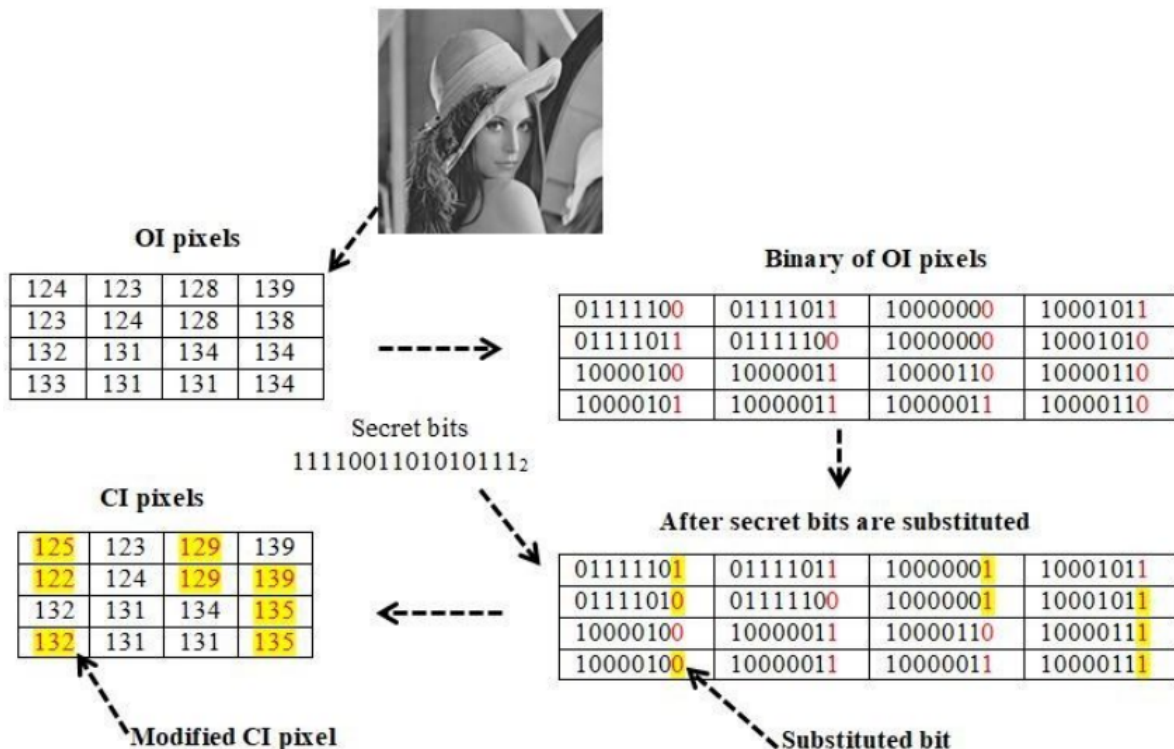 OI pixels
124 123 128 139
123 124 128 138
132 131 134 134
133 131 131 134
Binary of OI pixels
01111100 01111011 10000000 10001011
01111011 01111100 10000000 10001010
10000100 10000011 10000110 10000110
10000101 10000011 10000011 10000110
Secret bits
1111001101010111₂
CI pixels
125 123 129 139
122 124 129 139
132 131 134 135
132 131 131 135
Modified CI pixel
After secret bits are substituted
01111101 01111011 10000001 10001011
01111010 01111100 10000001 10001011
10000100 10000011 10000110 10000111
10000100 10000011 10000011 10000111
Substituted bit